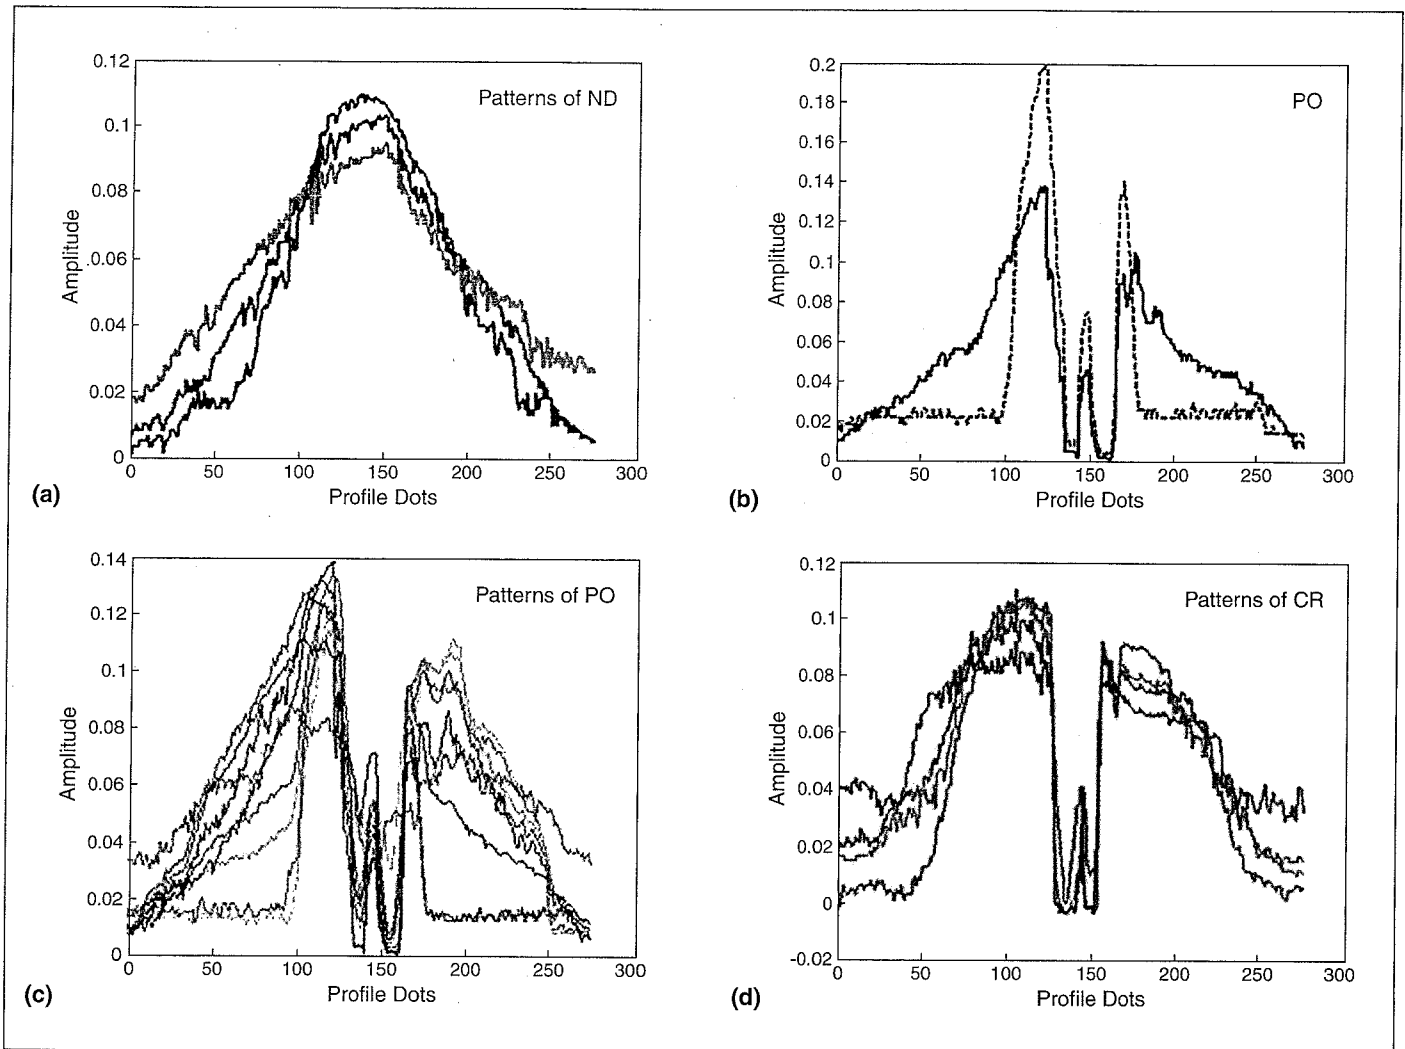 0.12
0.1
0.08
0.06
0.04
0.02
0
Amplitude
Patterns of ND
0 50 100 150 200 250 300
Profile Dots
(a)
0.2
0.18
0.16
0.14
0.12
0.1
0.08
0.06
0.04
0.02
0
Amplitude
PO
0 50 100 150 200 250 300
Profile Dots
(b)
0.14
0.12
0.1
0.08
0.06
0.04
0.02
0
Amplitude
Patterns of PO
0 50 100 150 200 250 300
Profile Dots
(c)
0.12
0.1
0.08
0.06
0.04
0.02
0
-0.02
Amplitude
Patterns of CR
0 50 100 150 200 250 300
Profile Dots
(d)